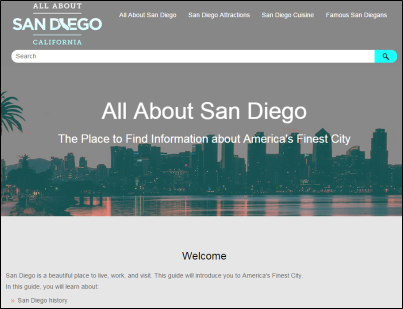 ALL ABOUT
SAN DIEGO
CALIFORNIA
All About San Diego San Diego Attractions San Diego Cuisine Famous San Diegans
Search
All About San Diego
The Place to Find Information about America's Finest City
Welcome
San Diego is a beautiful place to live, work, and visit. This guide will introduce you to America's Finest City.
In this guide, you will learn about:
San Diego history